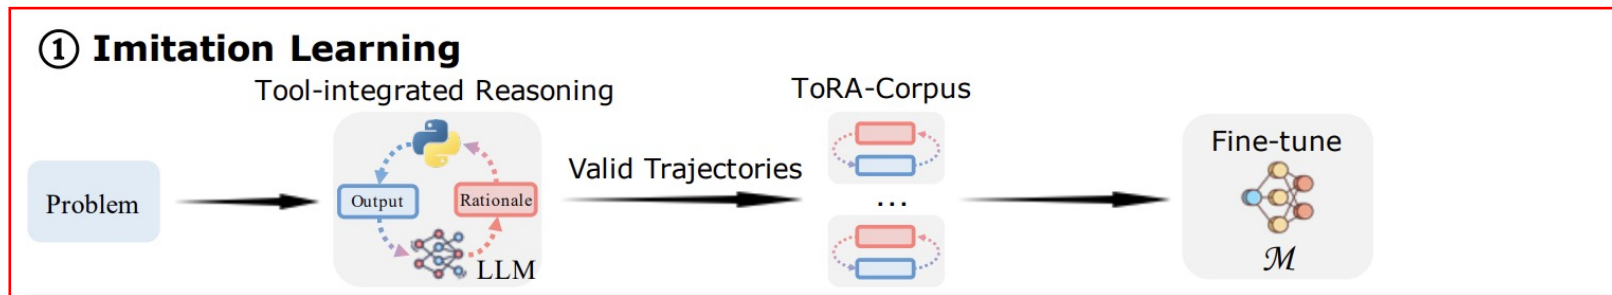 ① Imitation Learning
Tool-integrated Reasoning
ToRA-Corpus
Problem
Output
Rationale
LLM
Valid Trajectories
...
Fine-tune
ℳ